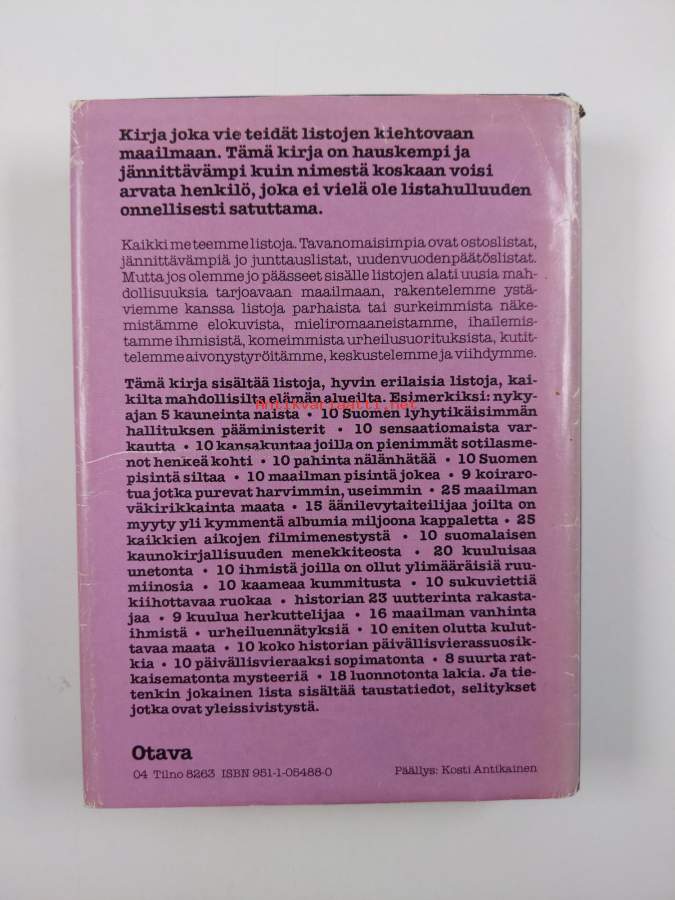 Kirja joka vie teidät listojen kiehtovaan
maailmaan. Tämä kirja on hauskempi ja
jännittävämpi kuin nimestä koskaan voisi
arvata henkilö, joka ei vielä ole listahulluuden
onnellisesti satuttama.
Kaikki me teemme listoja. Tavanomaisimpia ovat ostoslistat,
jännittävämpiä jo junttauslistat, uudenvuodenpäätöslistat.
Mutta jos olemme jo päässeet sisälle listojen alati uusia mah-
dollisuuksia tarjoavaan maailmaan, rakentelemme ystä-
viemme kanssa listoja parhaista tai surkeimmista näke-
mistämme elokuvista, mieliromaaneistamme, ihailemis-
tamme ihmisistä, komeimmista urheilusuorituksista, kutit-
telemme aivonystyröitämme, keskustelemme ja viihdymme.
Tämä kirja sisältää listoja, hyvin erilaisia listoja, kai-
kilta mahdollisilta elämän alueilta. Esimerkiksi: nyky-
Antikvariaatti.net
ajan 5 kauneinta naista • 10 Suomen lyhytikäisimmän
hallituksen pääministerit • 10 sensaatiomaista var-
kautta • 10 kansakuntaa joilla on pienimmät sotilasme-
not henkeä kohti • 10 pahinta nälänhätää • 10 Suomen
pisintä siltaa • 10 maailman pisintä jokea • 9 koiraro-
tua jotka purevat harvimmin, useimmin • 25 maailman
väkirikkainta maata • 15 äänilevytaiteilijaa joilta on
myyty yli kymmentä albumia miljoona kappaletta • 25
kaikkien aikojen filmimenestystä • 10 suomalaisen
kaunokirjallisuuden menekkiteosta • 20 kuuluisaa
unetonta • 10 ihmistä joilla on ollut ylimääräisiä ruu-
miinosia • 10 kaameaa kummitusta • 10 sukuviettiä
kiihottavaa ruokaa • historian 23 uutterinta rakasta-
jaa • 9 kuulua herkuttelijaa • 16 maailman vanhinta
ihmistä • urheiluennätyksiä • 10 eniten olutta kulut-
tavaa maata • 10 koko historian päivällisvierassuosik-
kia • 10 päivällisvieraaksi sopimatonta • 8 suurta rat-
kaisematonta mysteeriä • 18 luonnotonta lakia. Ja tie-
tenkin jokainen lista sisältää taustatiedot, selitykset
jotka ovat yleissivistystä.
Otava
04 Tilno 8263 ISBN 951-1-05488-0 Päällys: Kosti Antikainen